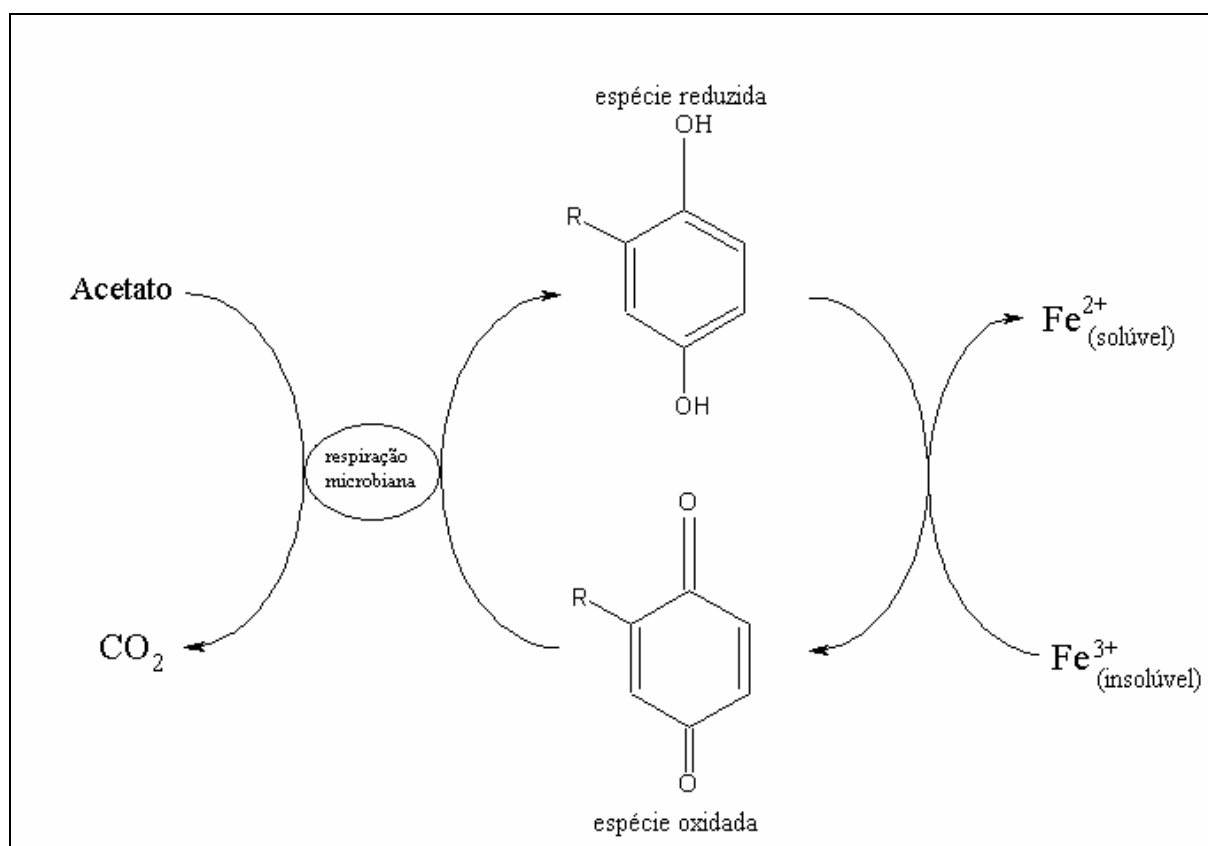 espécie reduzida
OH
R
Acetato
Fe²⁺
(solúvel)
OH
respiração
microbiana
O
R
CO₂
Fe³⁺
(insolúvel)
O
espécie oxidada